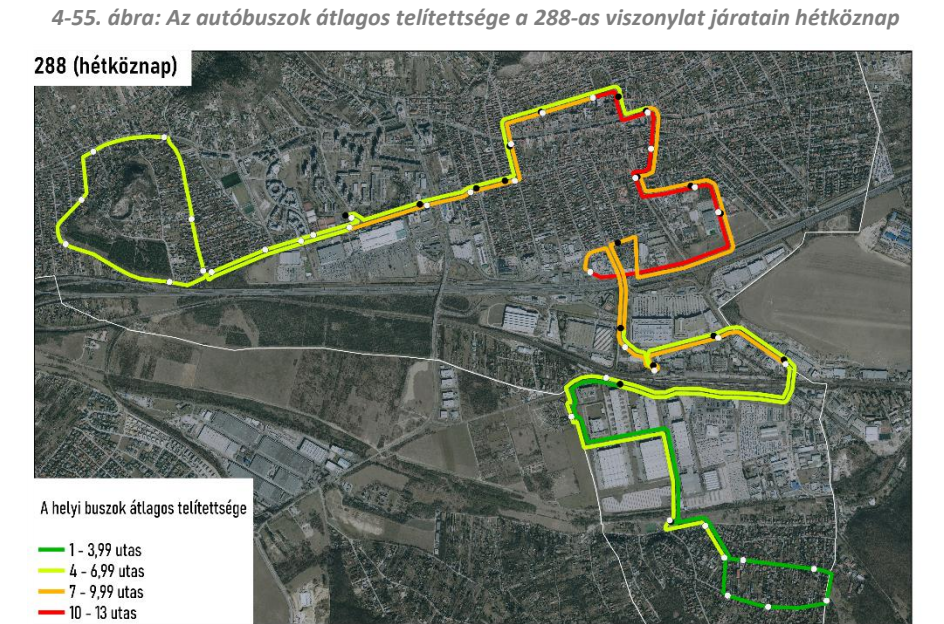 4-55. ábra: Az autóbuszok átlagos telítettsége a 288-as viszonylat járatain hétköznap
288 (hétköznap)
A helyi buszok átlagos telítettsége
1 - 3,99 utas
4 - 6,99 utas
7 - 9,99 utas
10 - 13 utas